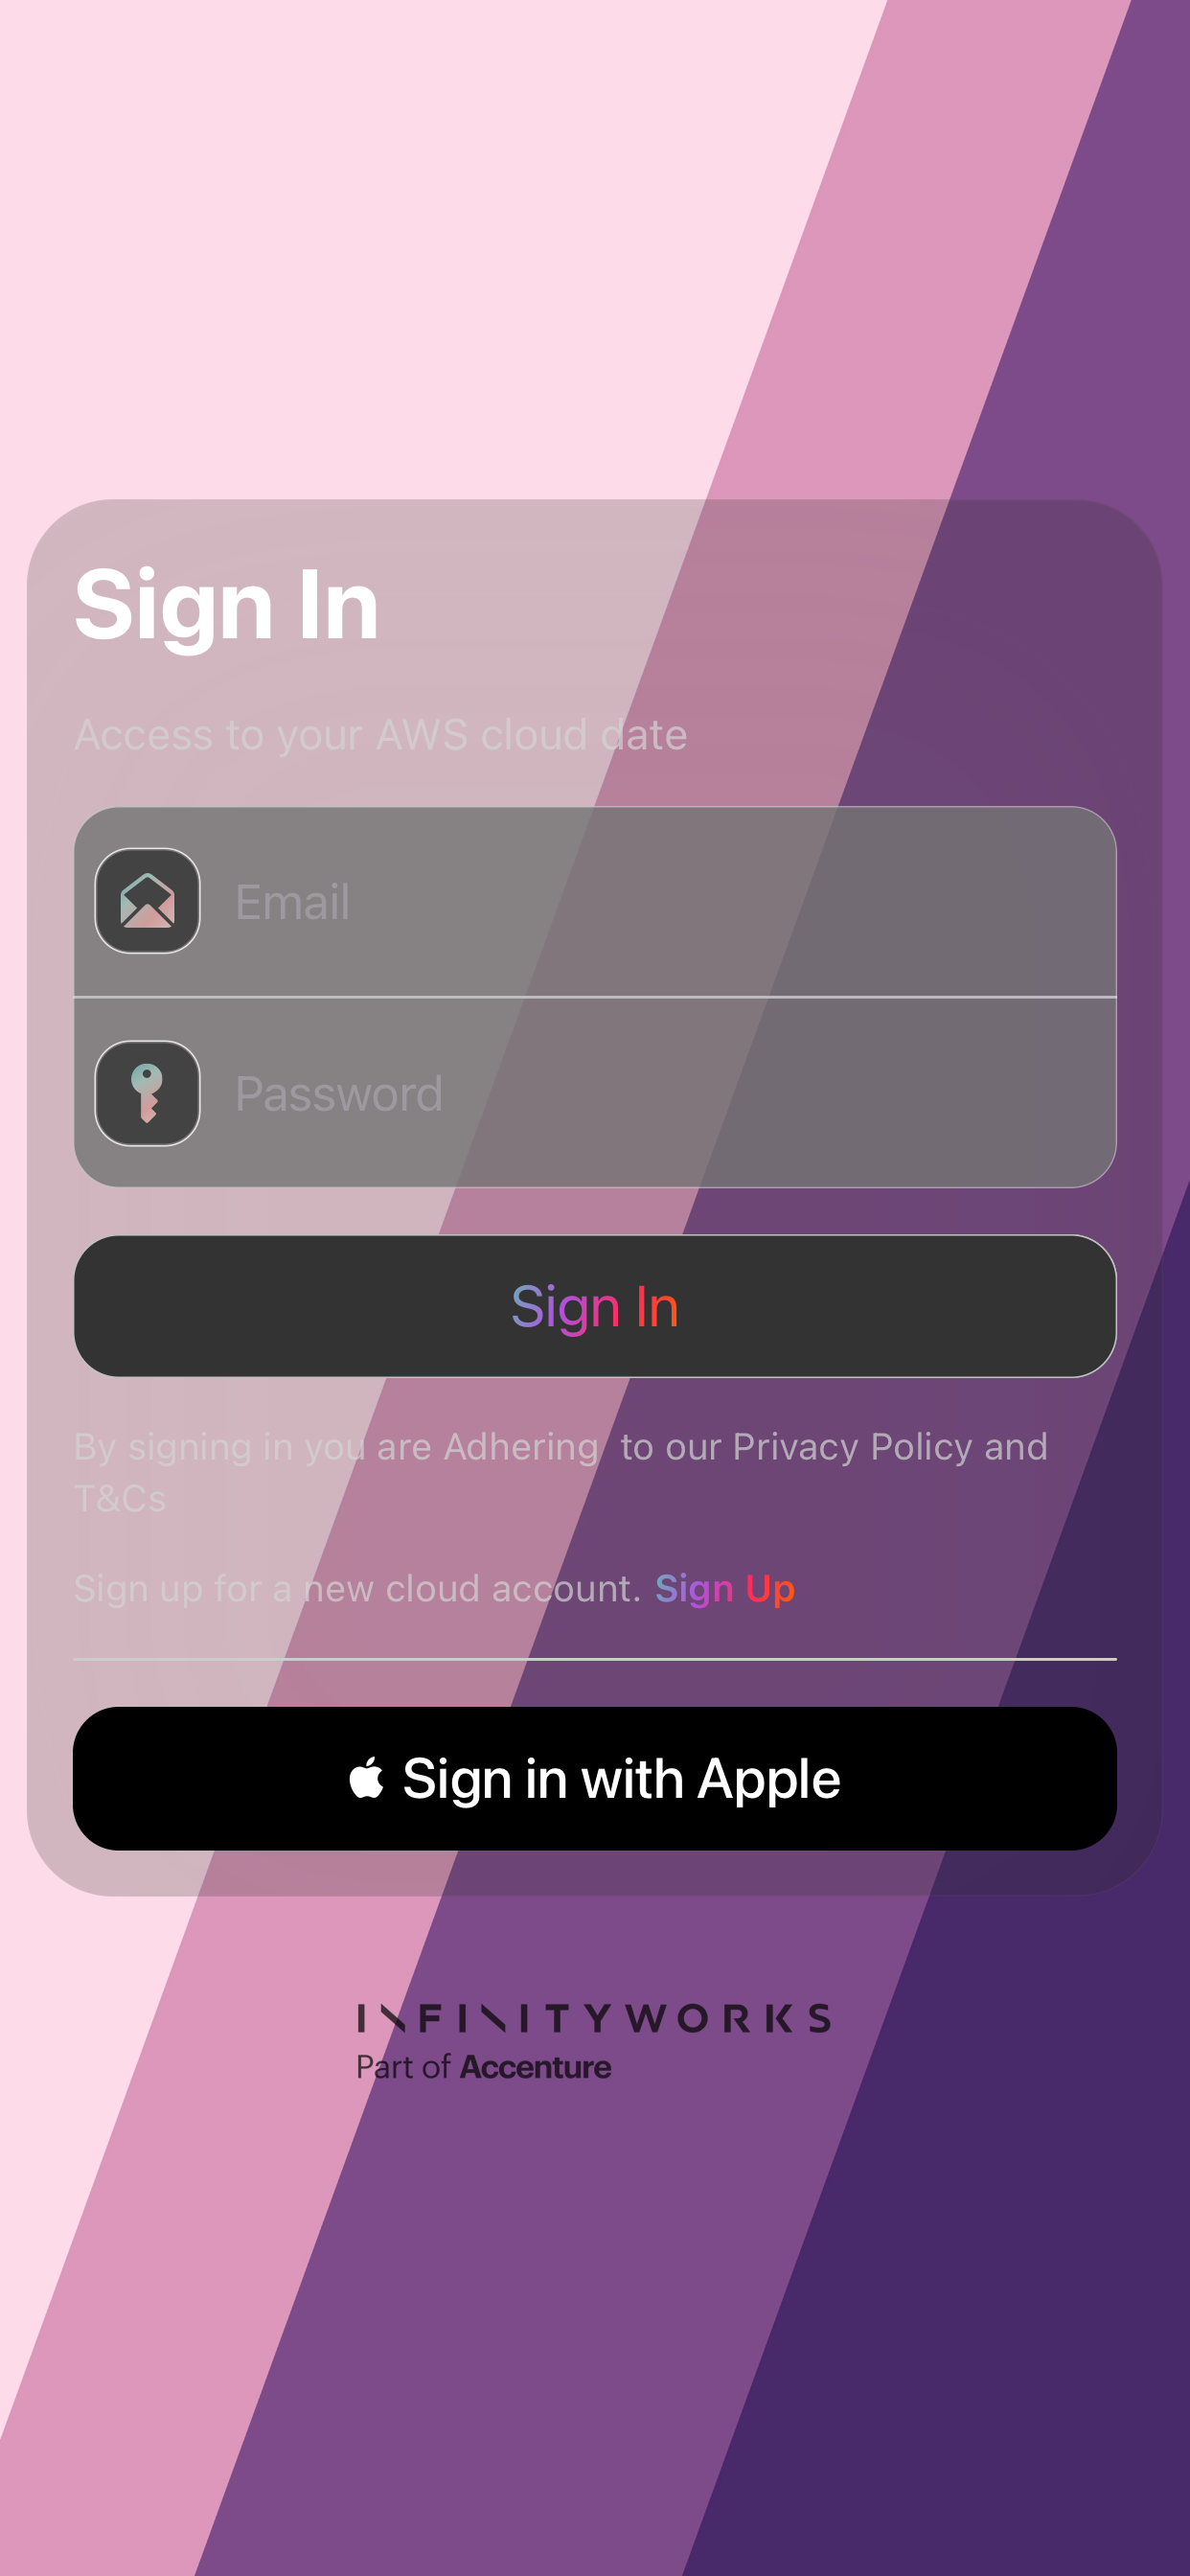 Sign In
Access to your AWS cloud date
Email
Password
Sign In
By signing in you are Adhering  to our Privacy Policy and
T&Cs
Sign up for a new cloud account. Sign Up
Sign in with Apple
INFINITYWORKS
Part of Accenture